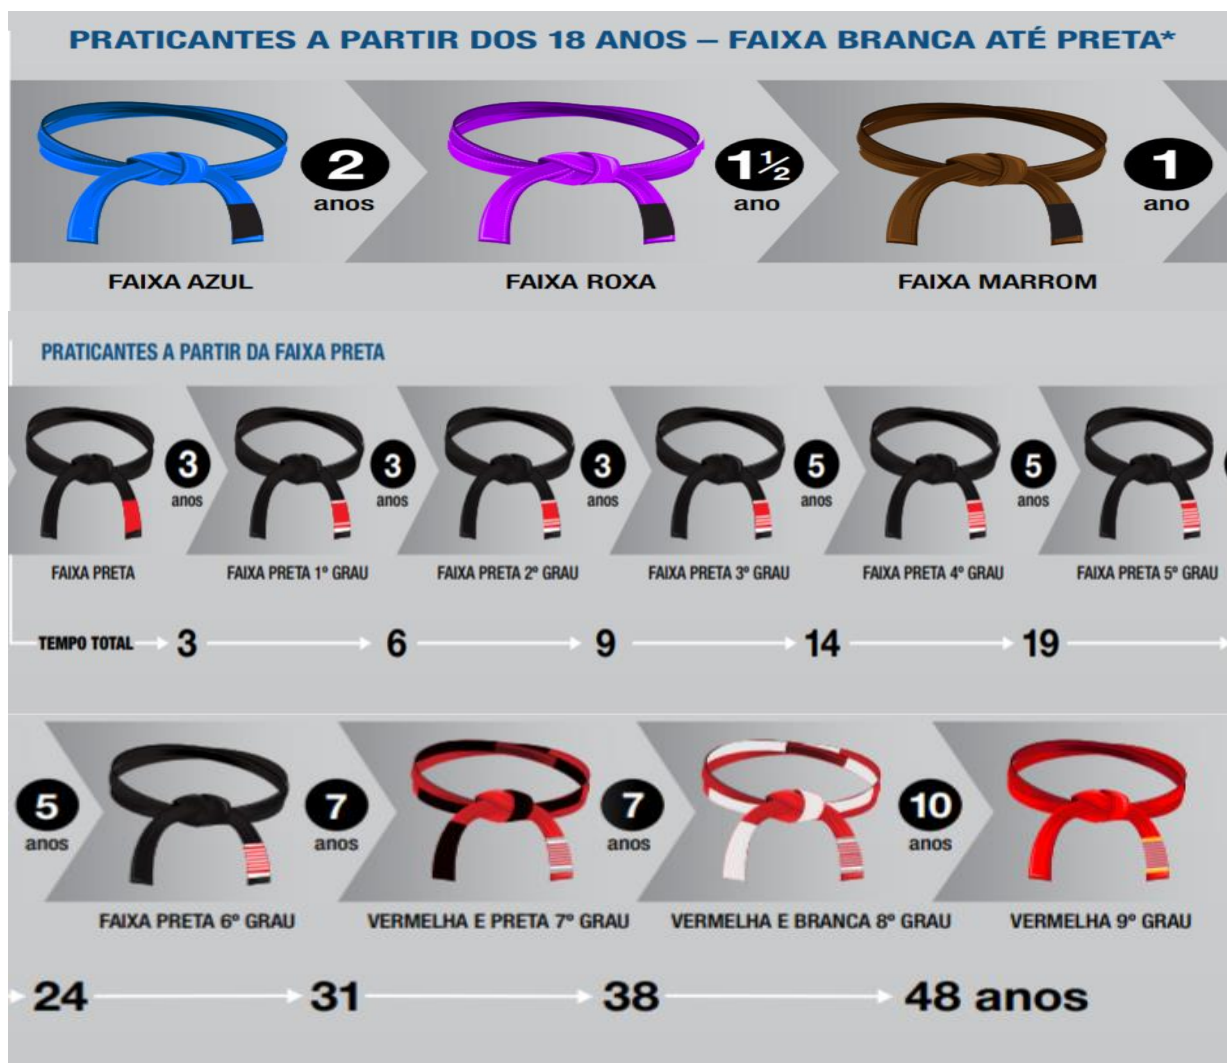 PRATICANTES A PARTIR DOS 18 ANOS – FAIXA BRANCA ATÉ PRETA*
2 anos
1½ ano
1 ano
FAIXA AZUL
FAIXA ROXA
FAIXA MARROM
PRATICANTES A PARTIR DA FAIXA PRETA
3 anos
3 anos
3 anos
5 anos
5 anos
FAIXA PRETA
FAIXA PRETA 1º GRAU
FAIXA PRETA 2º GRAU
FAIXA PRETA 3º GRAU
FAIXA PRETA 4º GRAU
FAIXA PRETA 5º GRAU
TEMPO TOTAL 3 6 9 14 19
5 anos
7 anos
7 anos
10 anos
FAIXA PRETA 6º GRAU
VERMELHA E PRETA 7º GRAU
VERMELHA E BRANCA 8º GRAU
VERMELHA 9º GRAU
24 31 38 48 anos